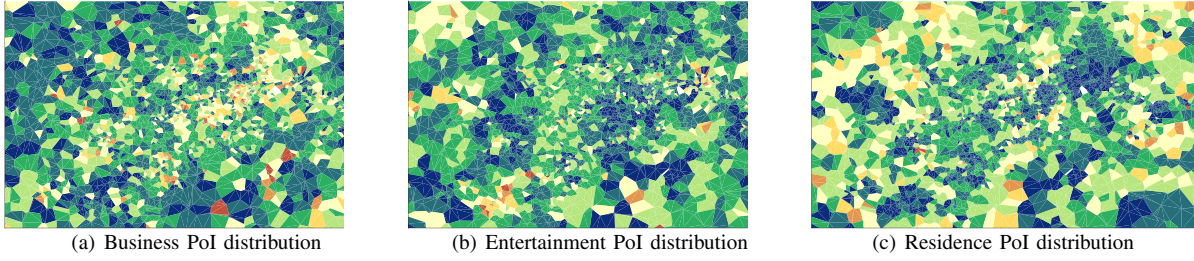 (a) Business PoI distribution
(b) Entertainment PoI distribution
(c) Residence PoI distribution